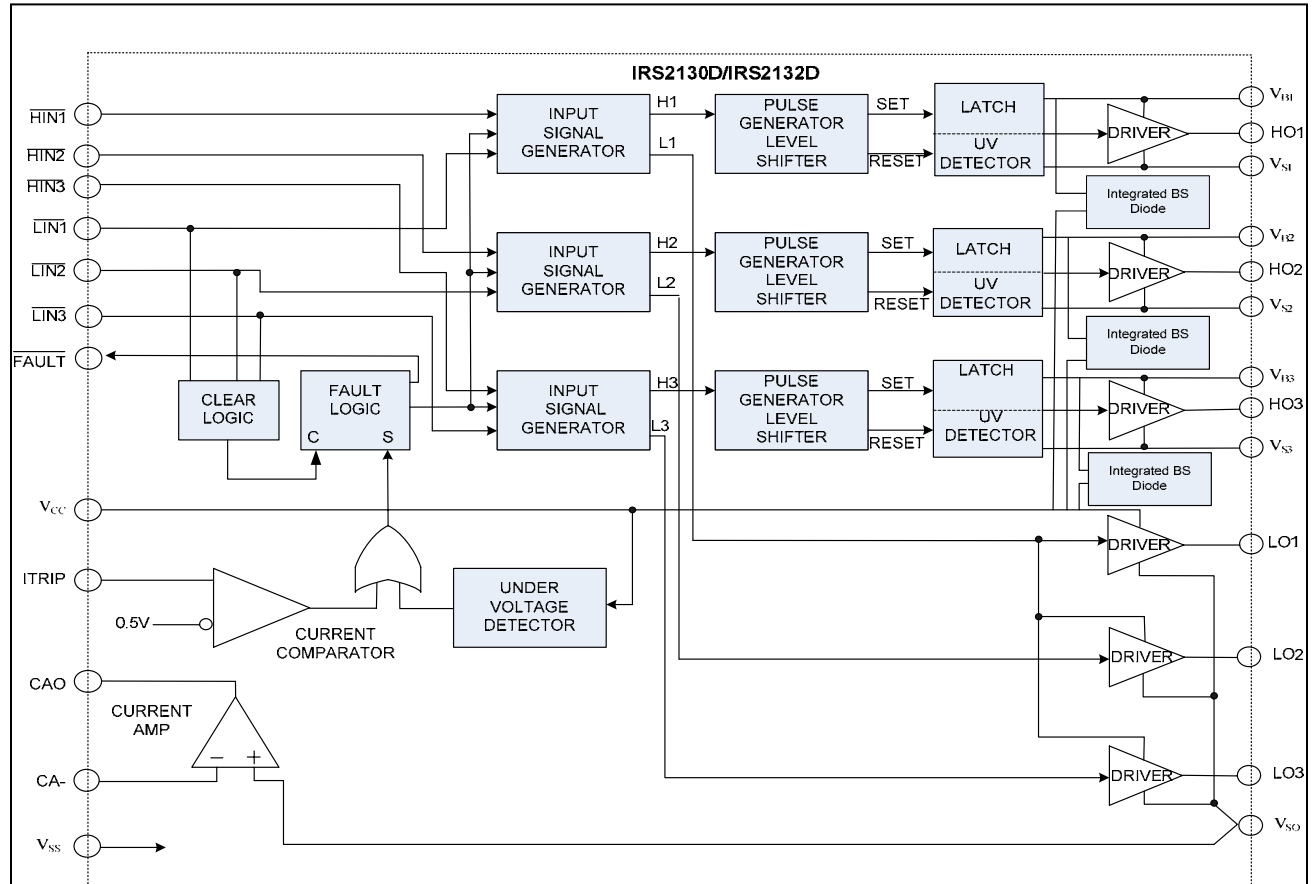 IRS2130D/IRS2132D
HIN1
HIN2
HIN3
LIN1
LIN2
LIN3
FAULT
VCC
ITRIP
0.5V
CAO
CA-
VSS
CLEAR
LOGIC
FAULT
LOGIC
C S
CURRENT
COMPARATOR
CURRENT
AMP
- +
UNDER
VOLTAGE
DETECTOR
INPUT
SIGNAL
GENERATOR
H1
L1
PULSE
GENERATOR
LEVEL
SHIFTER
SET
RESET
LATCH
UV
DETECTOR
DRIVER
Integrated BS
Diode
VB1
HO1
VS1
INPUT
SIGNAL
GENERATOR
H2
L2
PULSE
GENERATOR
LEVEL
SHIFTER
SET
RESET
LATCH
UV
DETECTOR
DRIVER
Integrated BS
Diode
VB2
HO2
VS2
INPUT
SIGNAL
GENERATOR
H3
L3
PULSE
GENERATOR
LEVEL
SHIFTER
SET
RESET
LATCH
UV
DETECTOR
DRIVER
Integrated BS
Diode
VB3
HO3
VS3
DRIVER
LO1
DRIVER
LO2
DRIVER
LO3
VSO